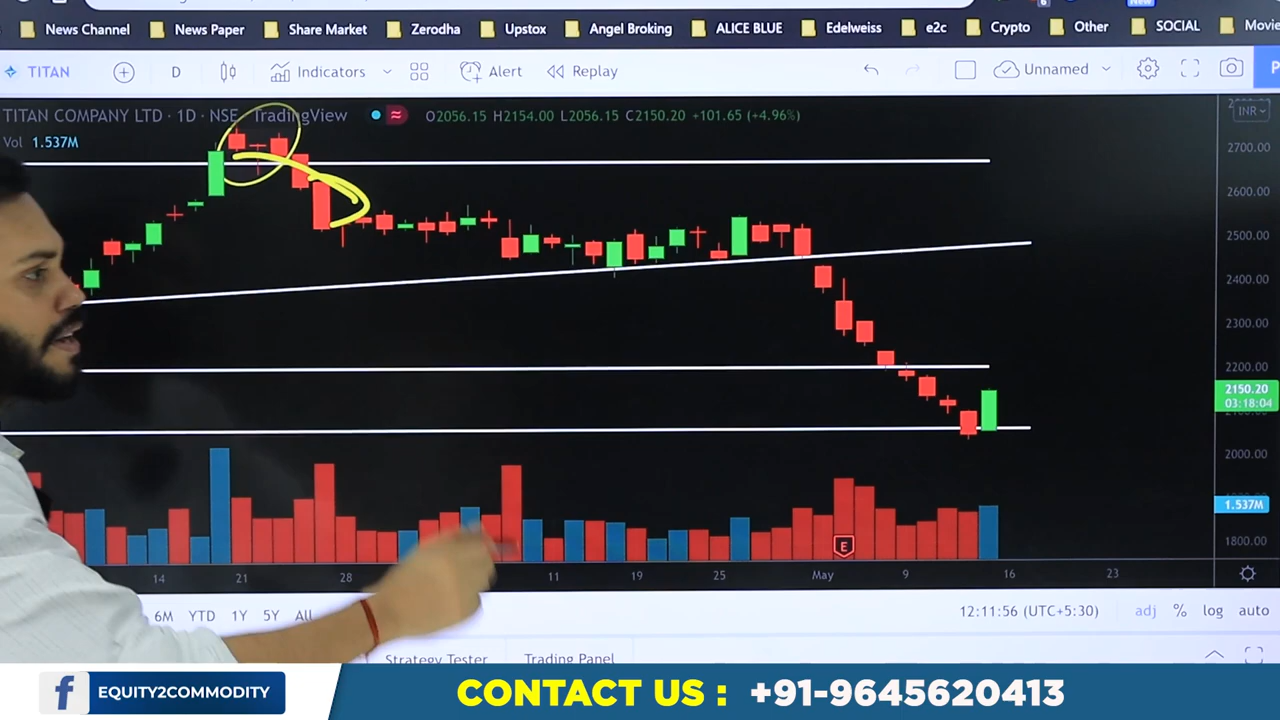 News Channel News Paper Share Market Zerodha Upstox Angel Broking ALICE BLUE Edelweiss e2c Crypto Other SOCIAL Movie
TITAN D Indicators Alert Replay Unnamed
TITAN COMPANY LTD · 1D · NSE TradingView O2056.15 H2154.00 L2056.15 C2150.20 +101.65 (+4.96%)
INR
Vol 1.537M
2700.00
2600.00
2500.00
2400.00
2300.00
2200.00
2150.20
03:18:04
2000.00
1.537M
1800.00
E
14 21 28 11 19 25 May 9 16 23
6M YTD 1Y 5Y All 12:11:56 (UTC+5:30) adj % log auto
Strategy Tester Trading Panel
f EQUITY2COMMODITY CONTACT US : +91-9645620413